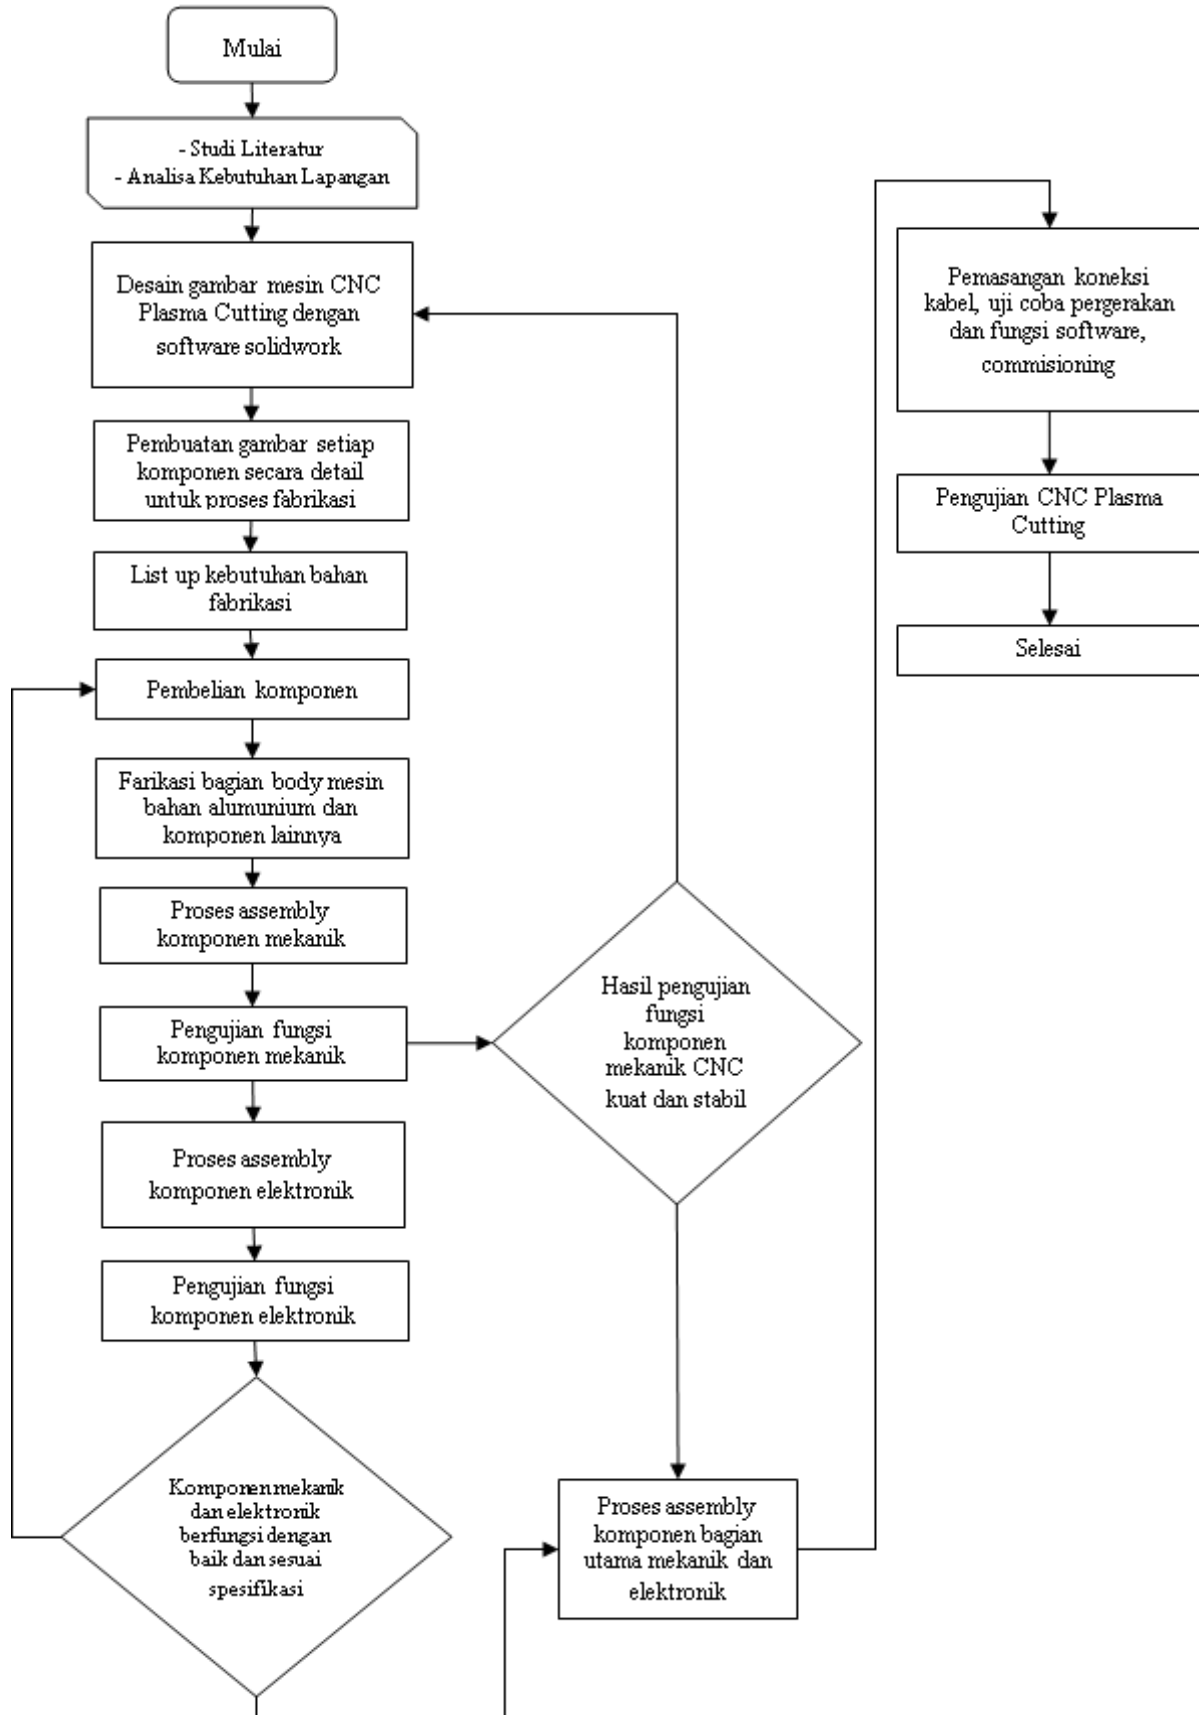 Mulai
- Studi Literatur
- Analisa Kebutuhan Lapangan
Desain gambar mesin CNC
Plasma Cutting dengan
software solidwork
Pembuatan gambar setiap
komponen secara detail
untuk proses fabrikasi
List up kebutuhan bahan
fabrikasi
Pembelian komponen
Farikasi bagian body mesin
bahan alumunium dan
komponen lainnya
Proses assembly
komponen mekanik
Pengujian fungsi
komponen mekanik
Proses assembly
komponen elektronik
Pengujian fungsi
komponen elektronik
Komponen mekanik
dan elektronik
berfungsi dengan
baik dan sesuai
spesifikasi
Hasil pengujian
fungsi
komponen
mekanik CNC
kuat dan stabil
Proses assembly
komponen bagian
utama mekanik dan
elektronik
Pemasangan koneksi
kabel, uji coba pergerakan
dan fungsi software,
commisioning
Pengujian CNC Plasma
Cutting
Selesai